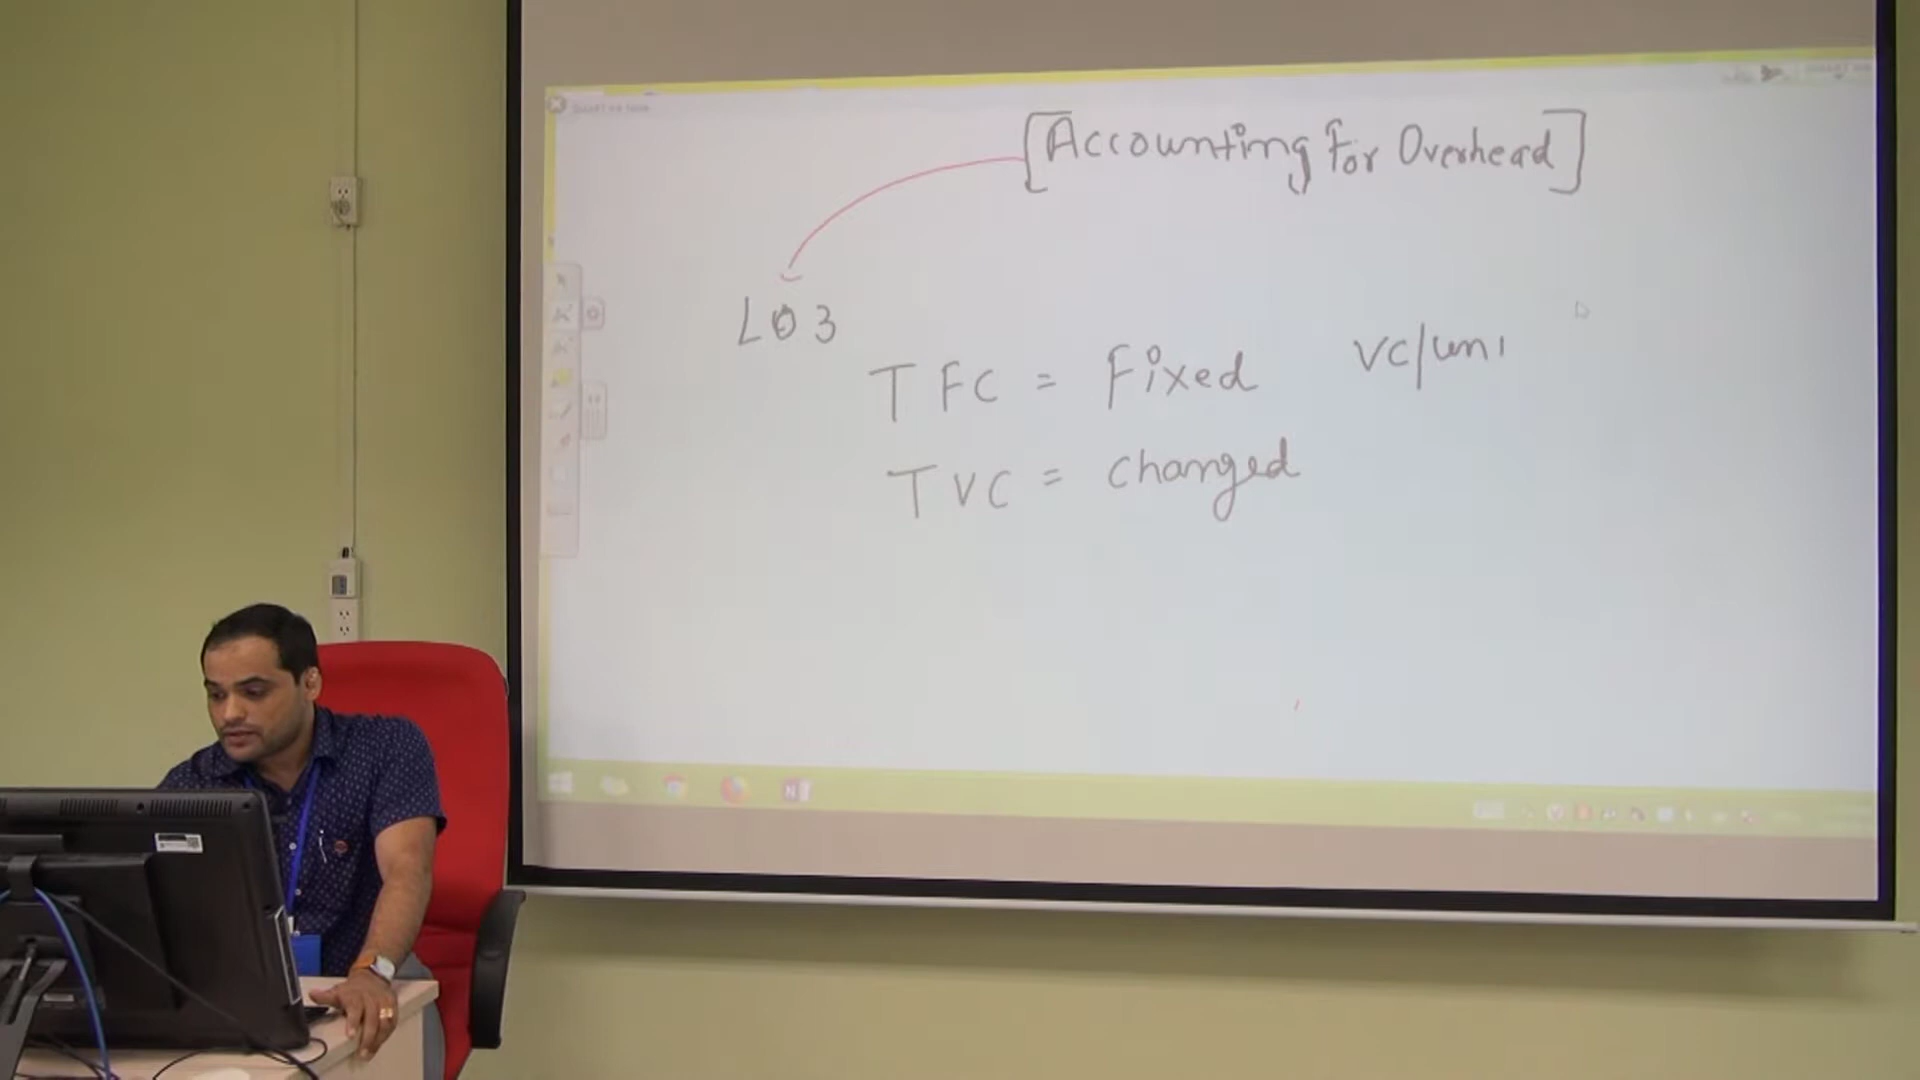 [Accounting For Overhead]
LO3
TFC = Fixed
VC/uni
TVC = changed